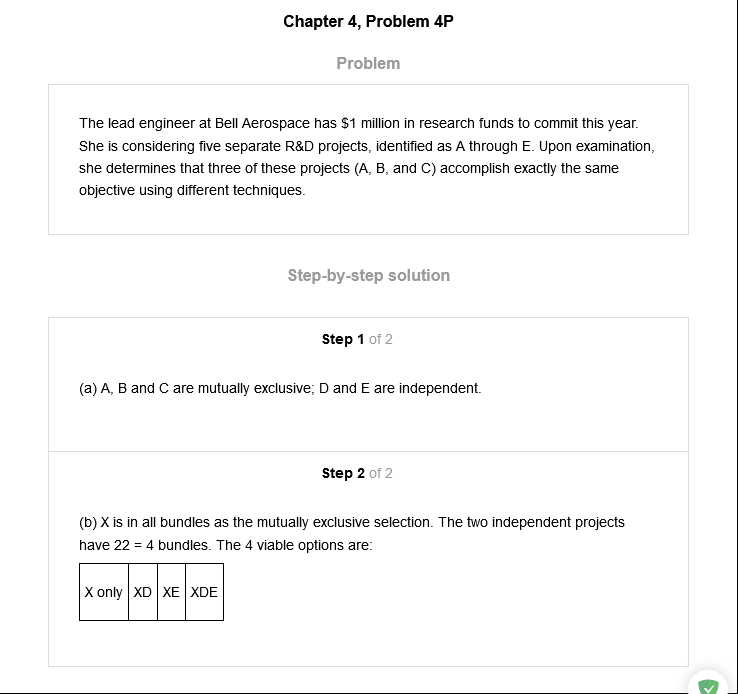 Chapter 4, Problem 4P
Problem
The lead engineer at Bell Aerospace has $1 million in research funds to commit this year.
She is considering five separate R&D projects, identified as A through E. Upon examination,
she determines that three of these projects (A, B, and C) accomplish exactly the same
objective using different techniques.
Step-by-step solution
Step 1 of 2
(a) A, B and C are mutually exclusive; D and E are independent.
Step 2 of 2
(b) X is in all bundles as the mutually exclusive selection. The two independent projects
have 22 = 4 bundles. The 4 viable options are:
X only XD XE XDE